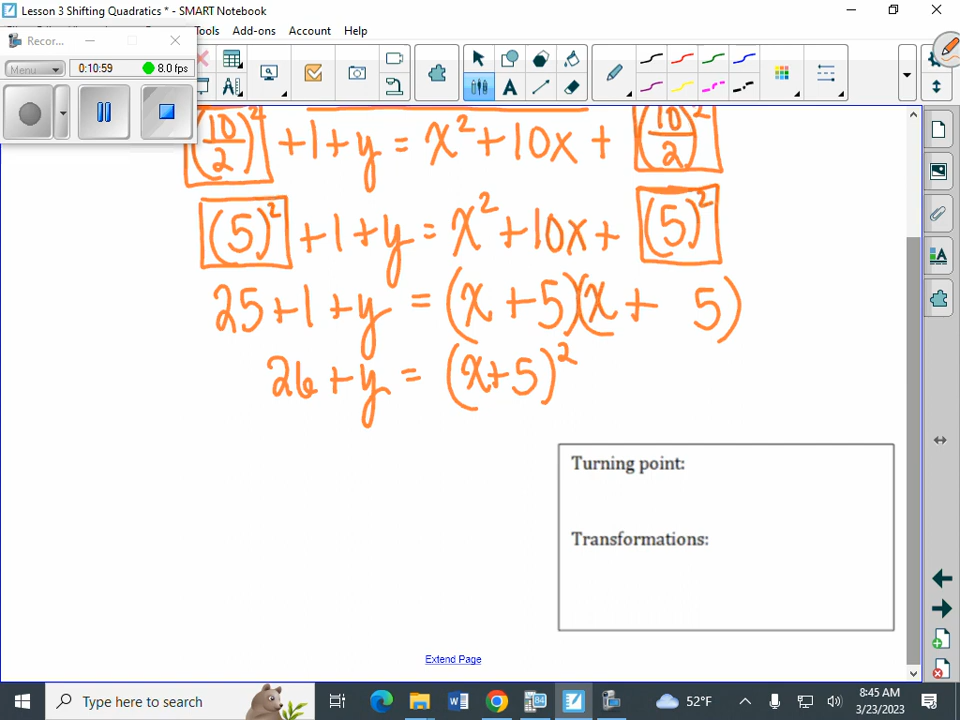 Lesson 3 Shifting Quadratics * - SMART Notebook
Recor...
Tools Add-ons Account Help
Menu 0:10:59 8.0 fps
(10/2)² + 1 + y = x² + 10x + (10/2)²
(5)² + 1 + y = x² + 10x + (5)²
25 + 1 + y = (x + 5)(x + 5)
26 + y = (x + 5)²
Turning point:
Transformations:
Extend Page
Type here to search
52°F
8:45 AM
3/23/2023